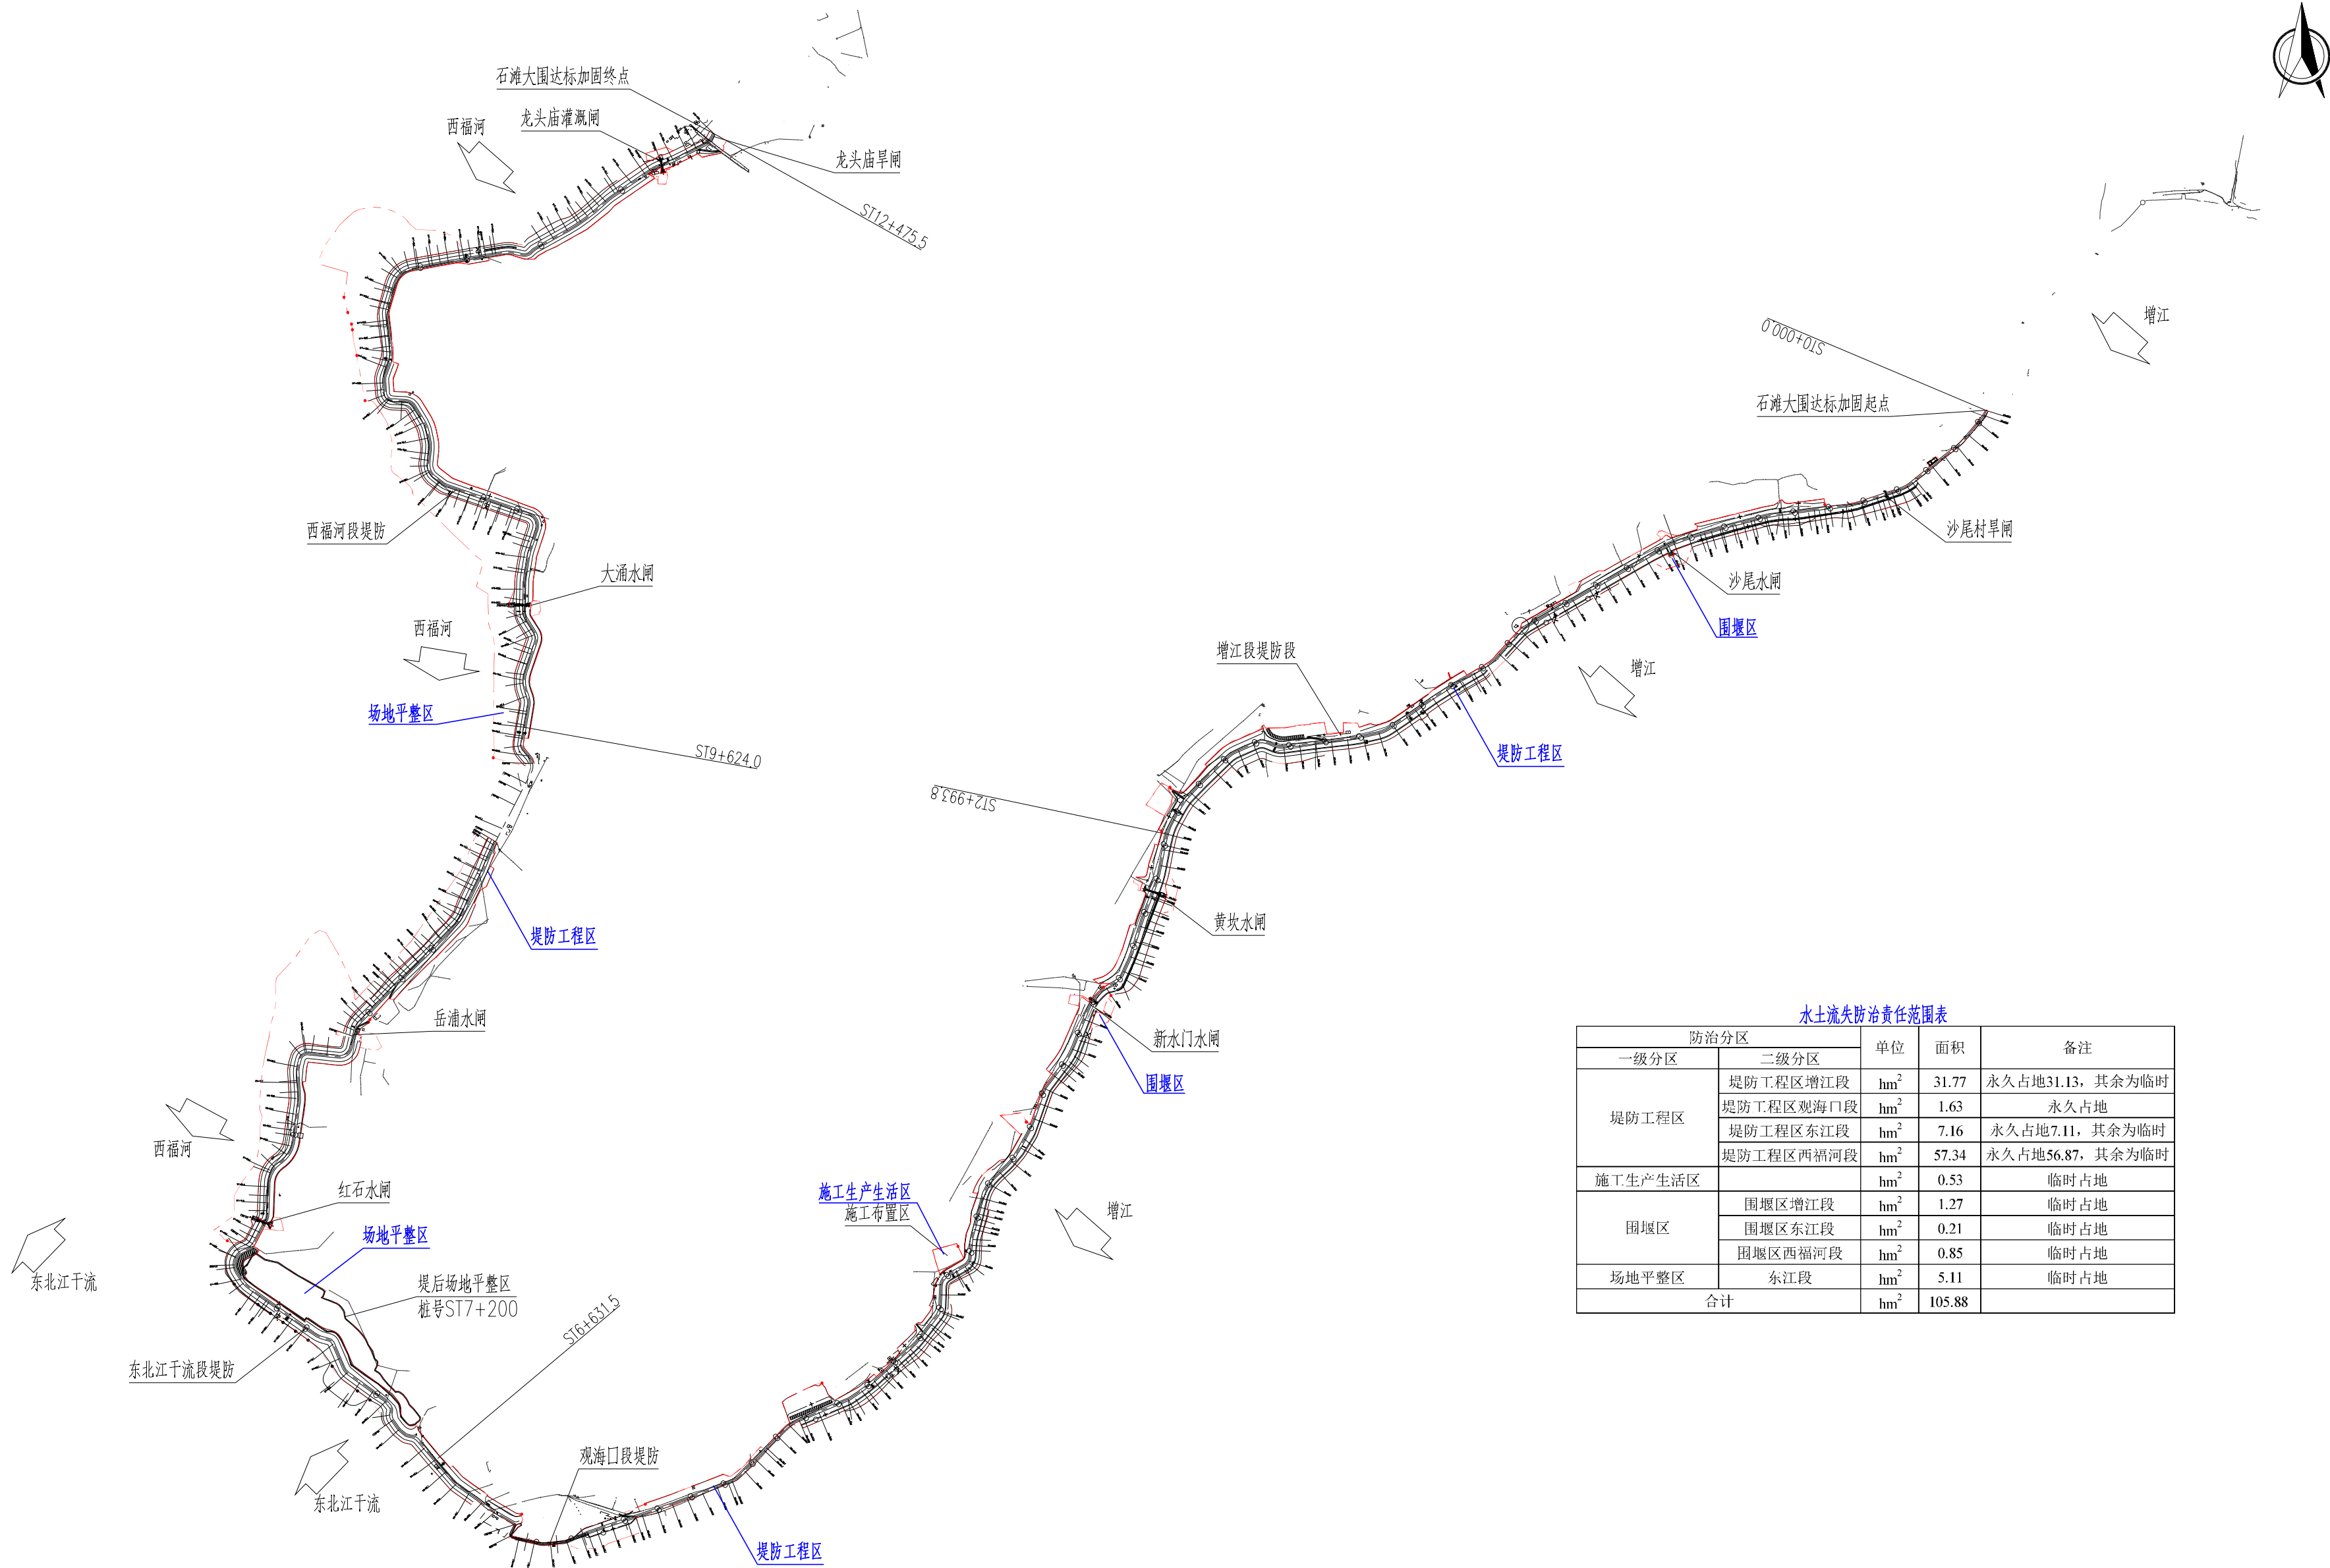 石滩大围达标加固终点
龙头庙灌溉闸
西福河
龙头庙旱闸
ST12+475.5
增江
ST0+000.0
石滩大围达标加固起点
西福河段堤防
沙尾村旱闸
大涌水闸
沙尾水闸
围堰区
西福河
增江段堤防段
增江
场地平整区
ST9+624.0
堤防工程区
ST2+993.8
黄坎水闸
堤防工程区
岳浦水闸
新水门水闸
围堰区
西福河
红石水闸
施工生产生活区
施工布置区
增江
场地平整区
东北江干流
堤后场地平整区
桩号ST7+200
ST6+631.5
东北江干流段堤防
观海口段堤防
东北江干流
堤防工程区
水土流失防治责任范围表
防治分区 单位 面积 备注
一级分区 二级分区
堤防工程区 堤防工程区增江段 hm² 31.77 永久占地31.13，其余为临时
堤防工程区观海口段 hm² 1.63 永久占地
堤防工程区东江段 hm² 7.16 永久占地7.11，其余为临时
堤防工程区西福河段 hm² 57.34 永久占地56.87，其余为临时
施工生产生活区 hm² 0.53 临时占地
围堰区 围堰区增江段 hm² 1.27 临时占地
围堰区东江段 hm² 0.21 临时占地
围堰区西福河段 hm² 0.85 临时占地
场地平整区 东江段 hm² 5.11 临时占地
合计 hm² 105.88